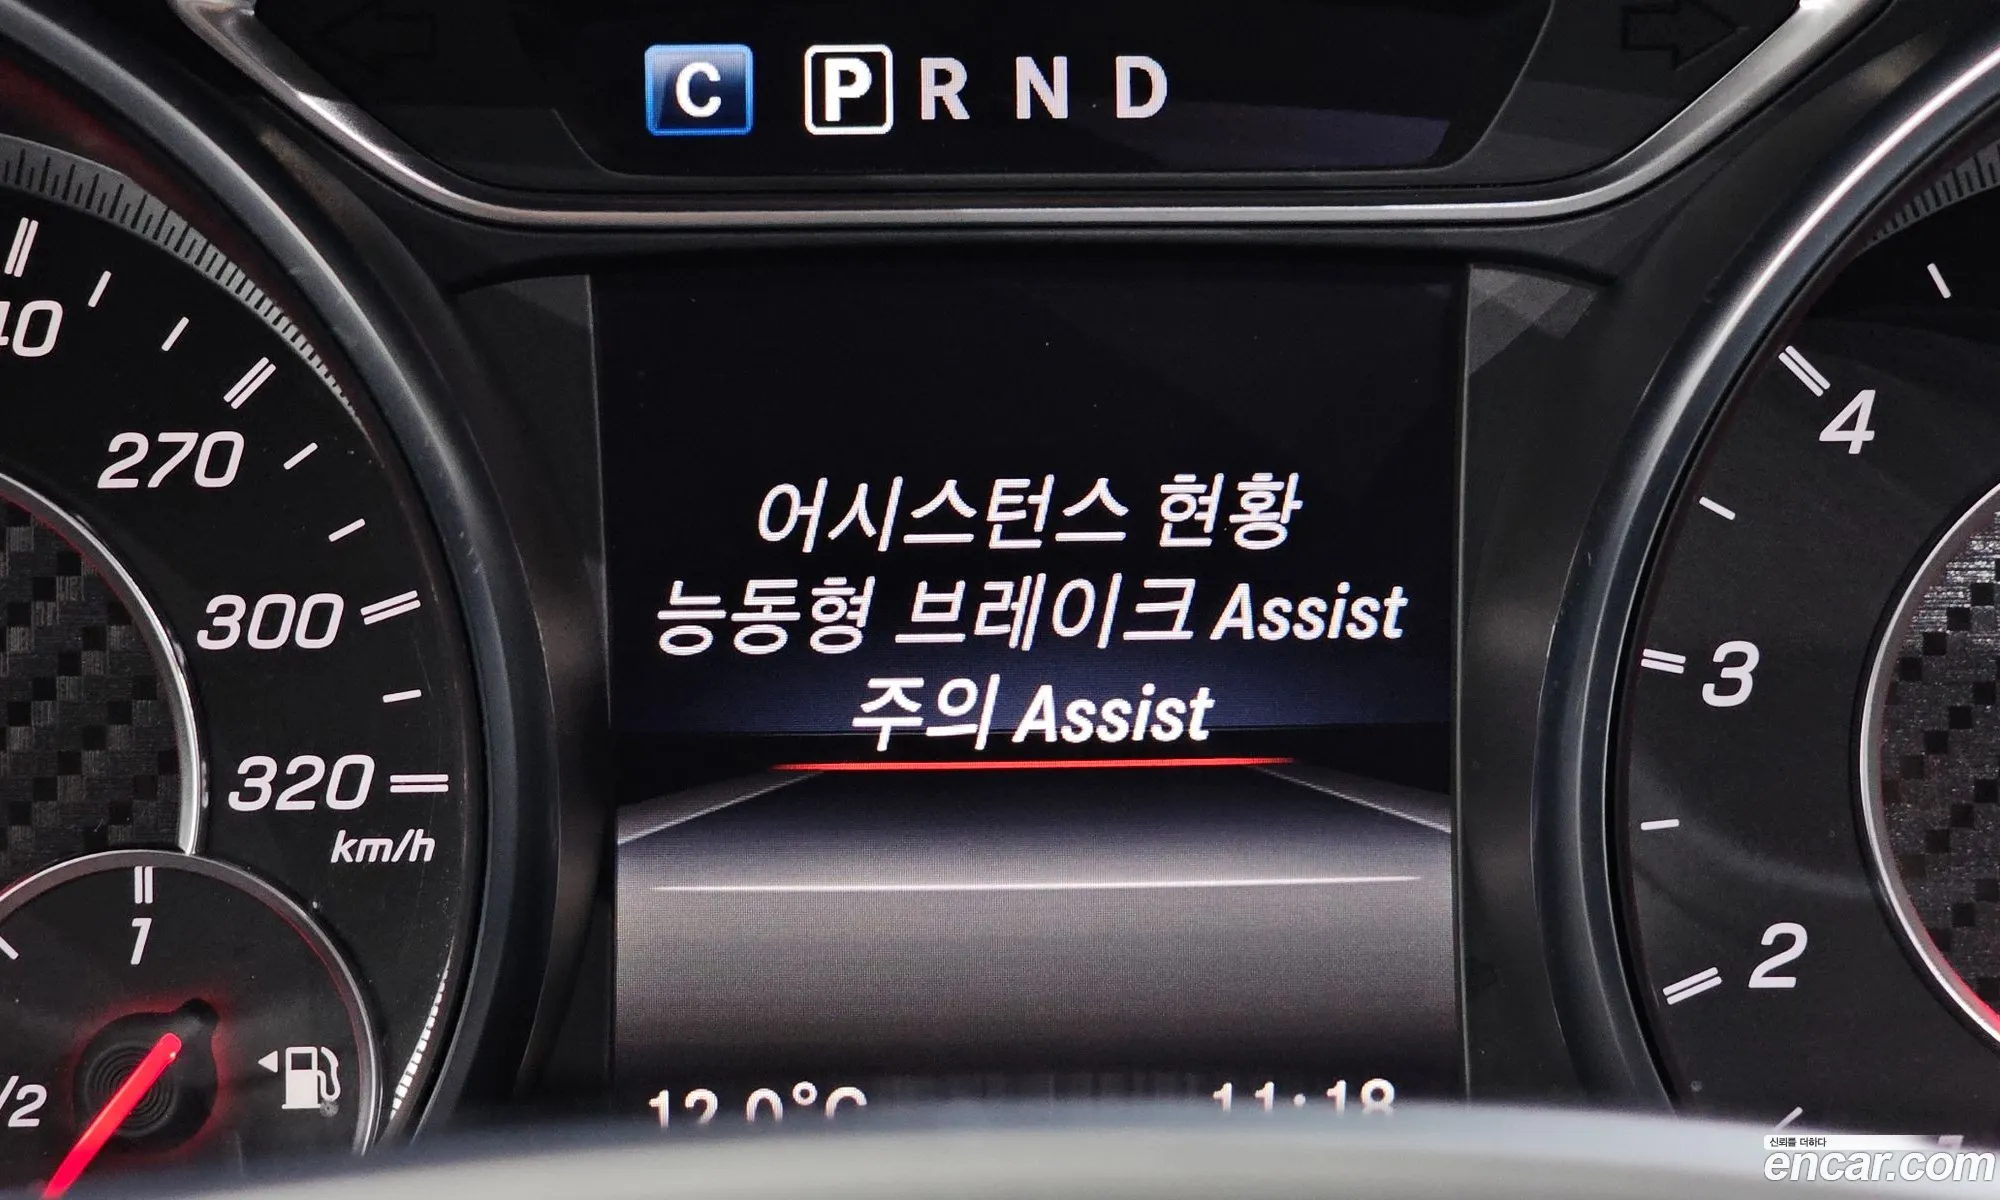 C P R N D
어시스턴스 현황
능동형 브레이크 Assist
주의 Assist
270
300
320
km/h
1
1/2
4
3
2
12.0°C
11:18
신뢰를 더하다
encar.com